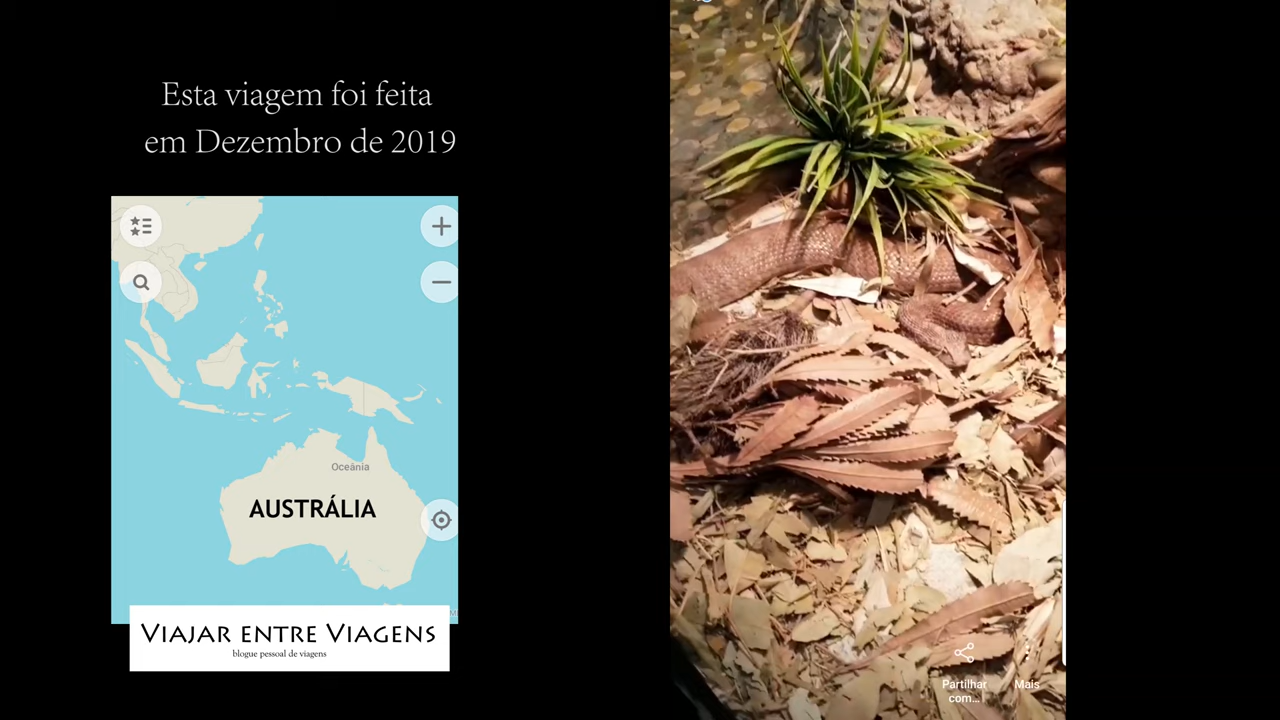 Esta viagem foi feita
em Dezembro de 2019
Oceânia
AUSTRÁLIA
VIAJAR ENTRE VIAGENS
blogue pessoal de viagens
Partilhar
com...
Mais